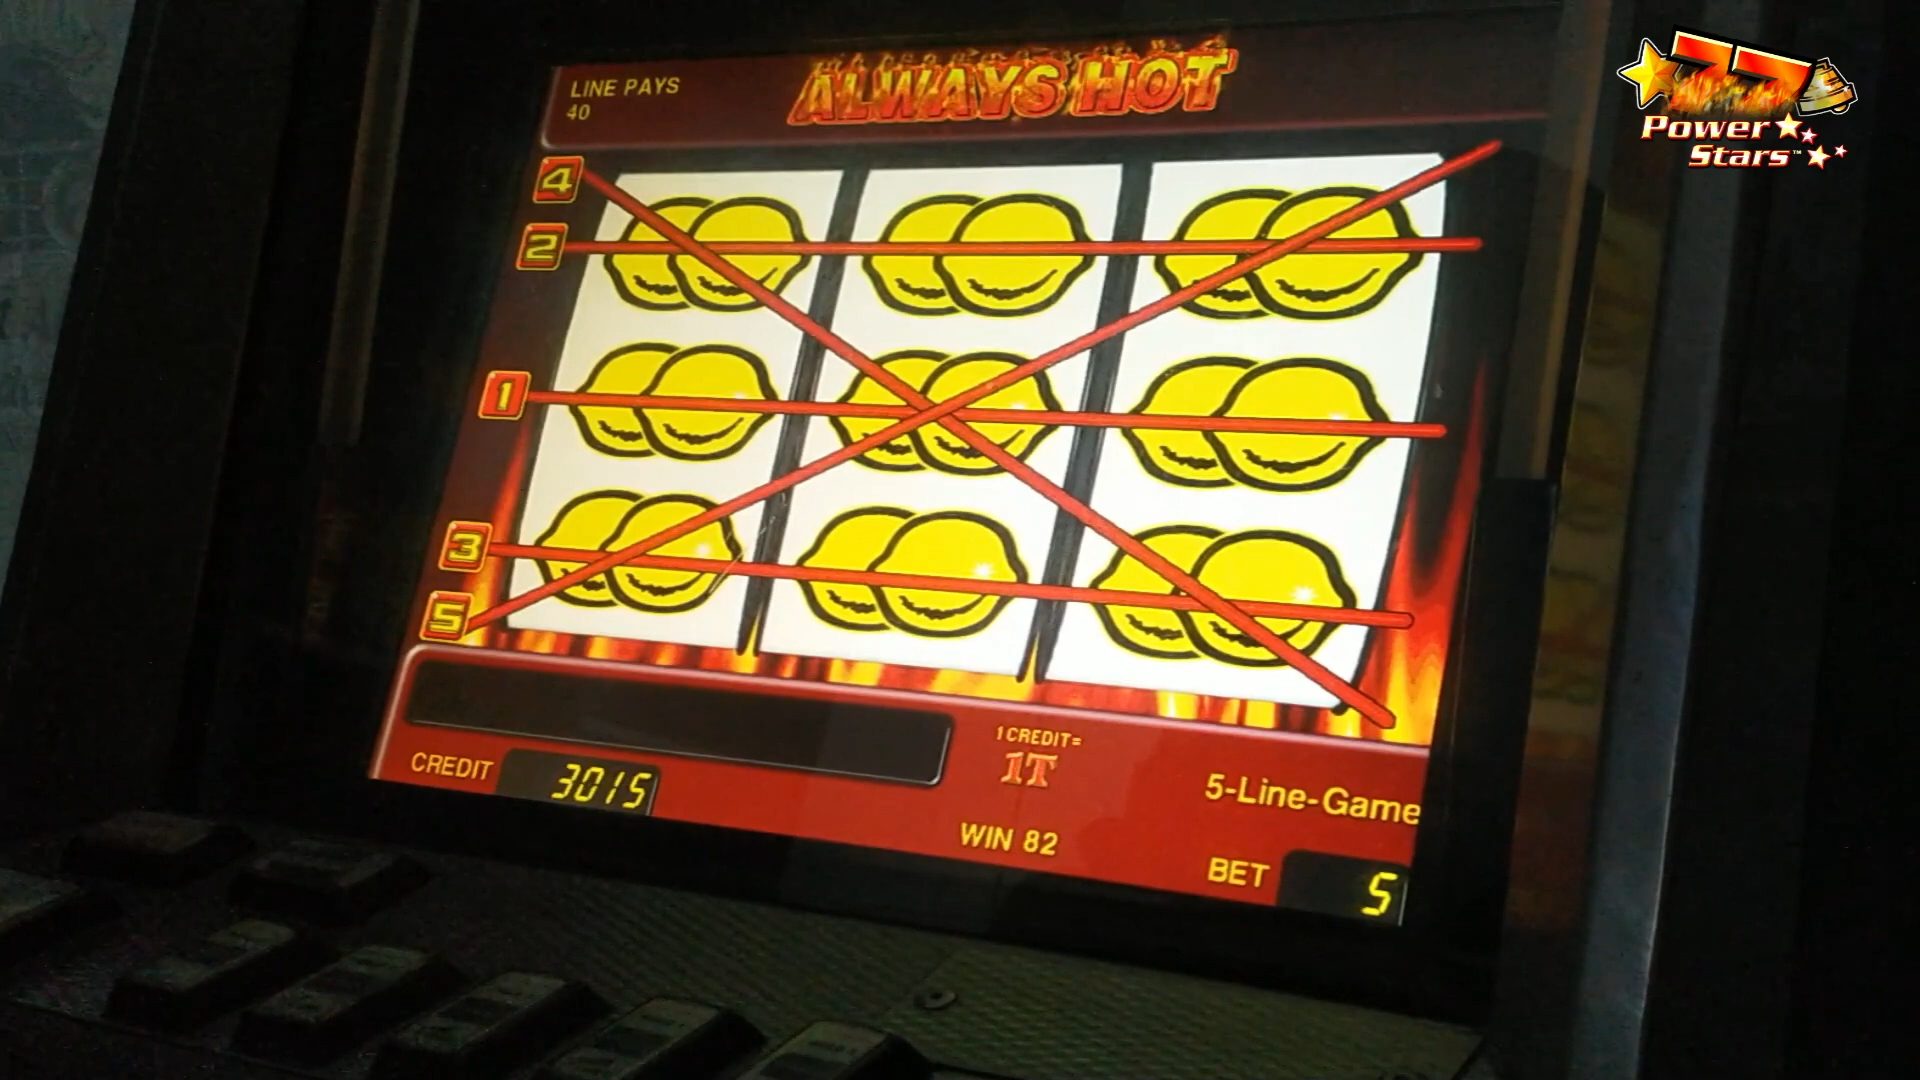 LINE PAYS
40
ALWAYS HOT
77
Power
Stars™
4
2
1
3
5
CREDIT 3015
1 CREDIT=
1T
WIN 82
5-Line-Game
BET 5